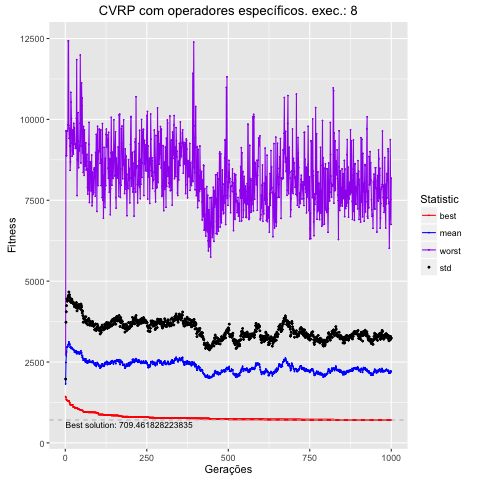 CVRP com operadores específicos. exec.: 8
12500
10000
7500
5000
2500
0
Fitness
Best solution: 709.461828223835
0
250
500
750
1000
Gerações
Statistic
best
mean
worst
std